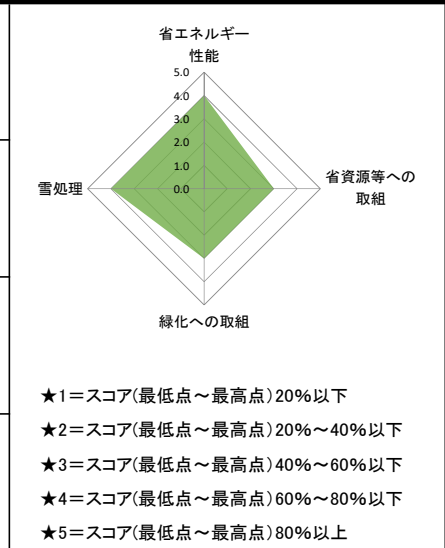 省エネルギー
性能
5.0
4.0
3.0
2.0
1.0
0.0
雪処理
省資源等への
取組
緑化への取組
★1＝スコア(最低点～最高点)20％以下
★2＝スコア(最低点～最高点)20％～40％以下
★3＝スコア(最低点～最高点)40％～60％以下
★4＝スコア(最低点～最高点)60％～80％以下
★5＝スコア(最低点～最高点)80％以上